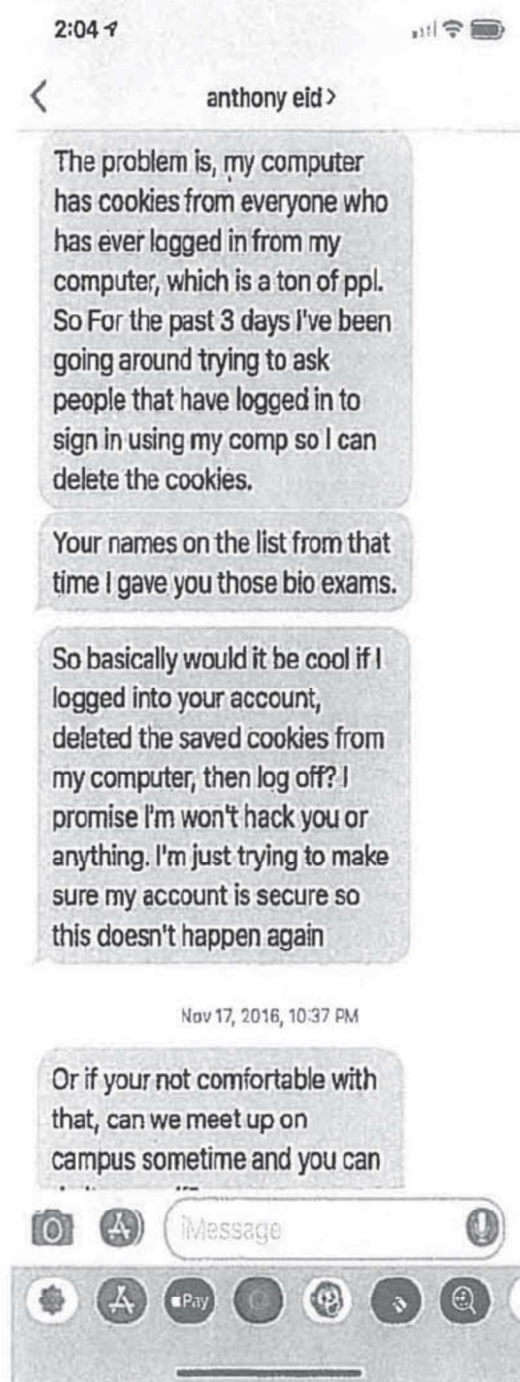 2:04
anthony eid >
The problem is, my computer
has cookies from everyone who
has ever logged in from my
computer, which is a ton of ppl.
So For the past 3 days I've been
going around trying to ask
people that have logged in to
sign in using my comp so I can
delete the cookies.
Your names on the list from that
time I gave you those bio exams.
So basically would it be cool if I
logged into your account,
deleted the saved cookies from
my computer, then log off? I
promise I'm won't hack you or
anything. I'm just trying to make
sure my account is secure so
this doesn't happen again
Nov 17, 2016, 10:37 PM
Or if your not comfortable with
that, can we meet up on
campus sometime and you can
iMessage
Pay